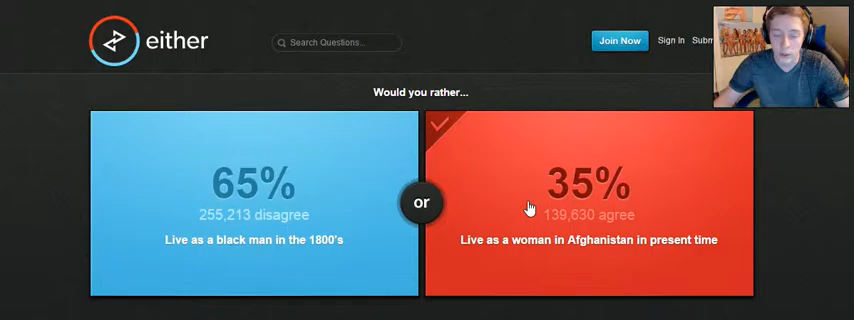 either
Search Questions...
Join Now
Sign In
Subm
Would you rather...
65%
255,213 disagree
Live as a black man in the 1800's
or
35%
139,630 agree
Live as a woman in Afghanistan in present time